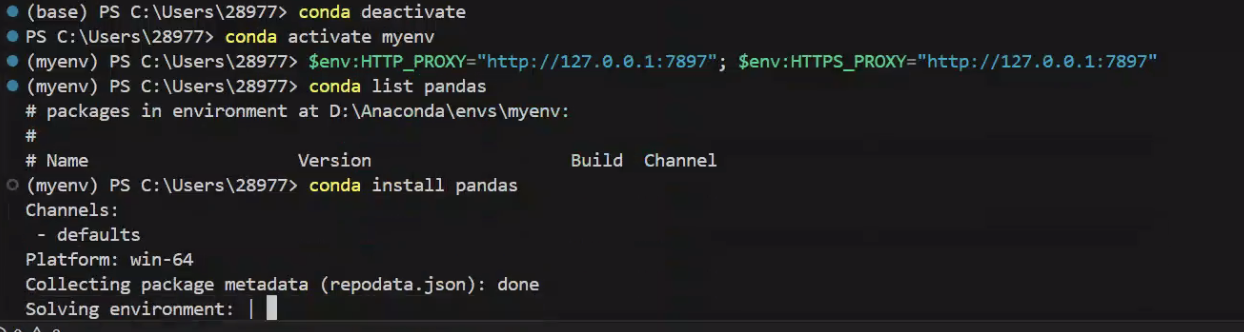 (base) PS C:\Users\28977> conda deactivate
PS C:\Users\28977> conda activate myenv
(myenv) PS C:\Users\28977> $env:HTTP_PROXY="http://127.0.0.1:7897"; $env:HTTPS_PROXY="http://127.0.0.1:7897"
(myenv) PS C:\Users\28977> conda list pandas
# packages in environment at D:\Anaconda\envs\myenv:
#
# Name                    Version                   Build  Channel
(myenv) PS C:\Users\28977> conda install pandas
Channels:
 - defaults
Platform: win-64
Collecting package metadata (repodata.json): done
Solving environment: |